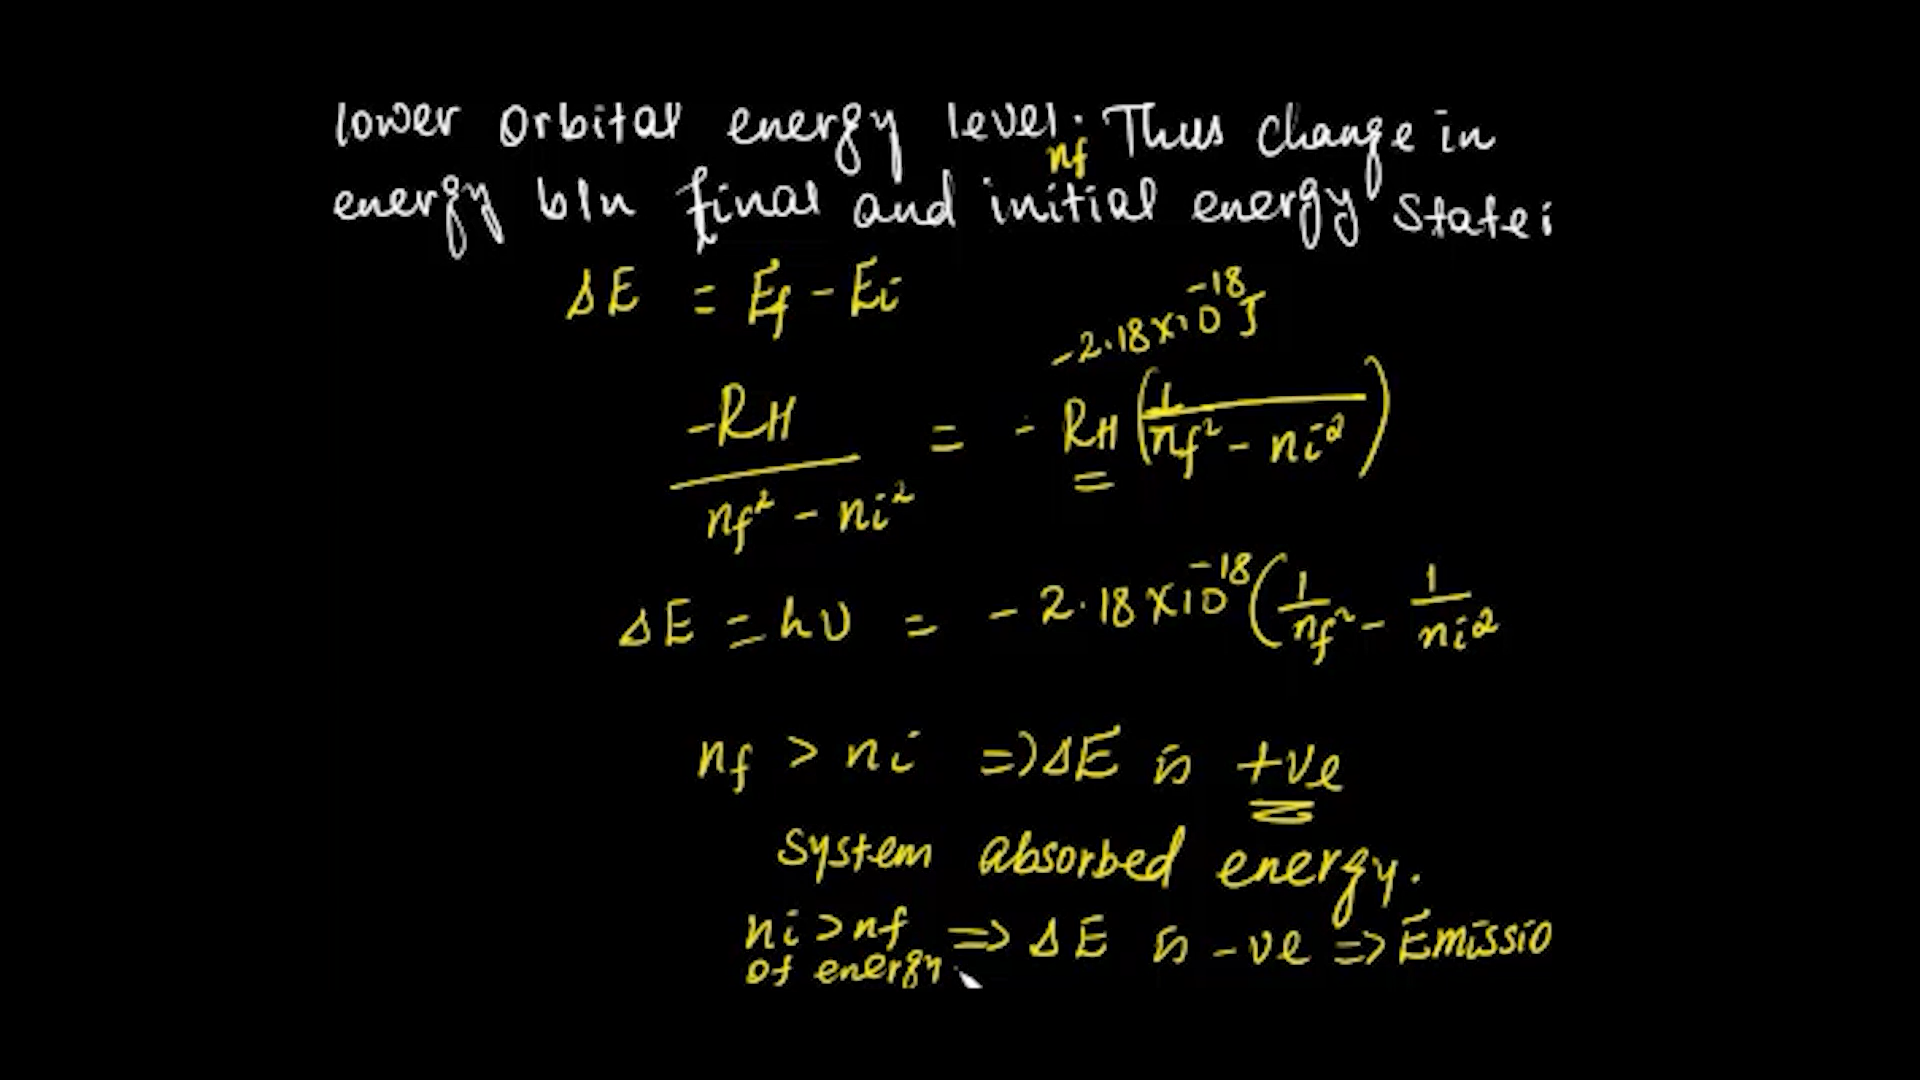 lower orbital energy level. Thus change in
nf
energy b/n final and initial energy state:
ΔE = Ef - Ei
-2.18×10⁻¹⁸J
-RH / nf² - ni² = - RH (1 / nf² - ni²)
ΔE = hν = - 2.18×10⁻¹⁸ (1/nf² - 1/ni²
nf > ni => ΔE is +ve
System absorbed energy.
ni > nf => ΔE is -ve => Emissio
of energy.